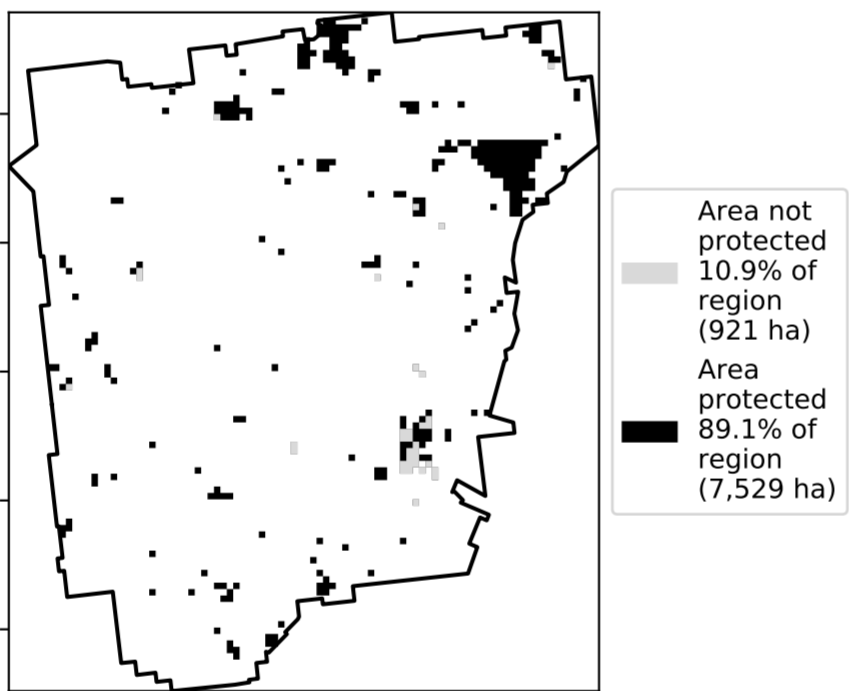 Area not
protected
10.9% of
region
(921 ha)
Area
protected
89.1% of
region
(7,529 ha)